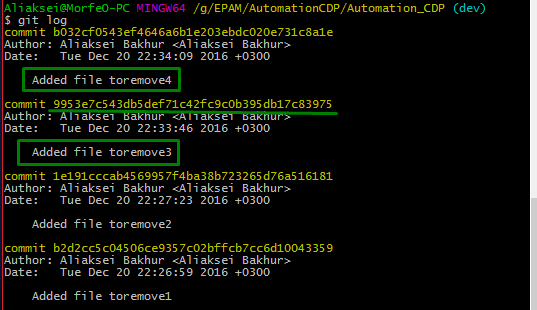 Aliaksei@MorfeO-PC MINGW64 /g/EPAM/AutomationCDP/Automation_CDP (dev)
$ git log
commit b032cf0543ef4646a6b1e203ebdc020e731c8a1e
Author: Aliaksei Bakhur <Aliaksei Bakhur>
Date:   Tue Dec 20 22:34:09 2016 +0300
Added file toremove4
commit 9953e7c543db5def71c42fc9c0b395db17c83975
Author: Aliaksei Bakhur <Aliaksei Bakhur>
Date:   Tue Dec 20 22:33:46 2016 +0300
Added file toremove3
commit 1e191cccab4569957f4ba38b723265d76a516181
Author: Aliaksei Bakhur <Aliaksei Bakhur>
Date:   Tue Dec 20 22:27:23 2016 +0300
Added file toremove2
commit b2d2cc5c04506ce9357c02bffcb7cc6d10043359
Author: Aliaksei Bakhur <Aliaksei Bakhur>
Date:   Tue Dec 20 22:26:59 2016 +0300
Added file toremove1